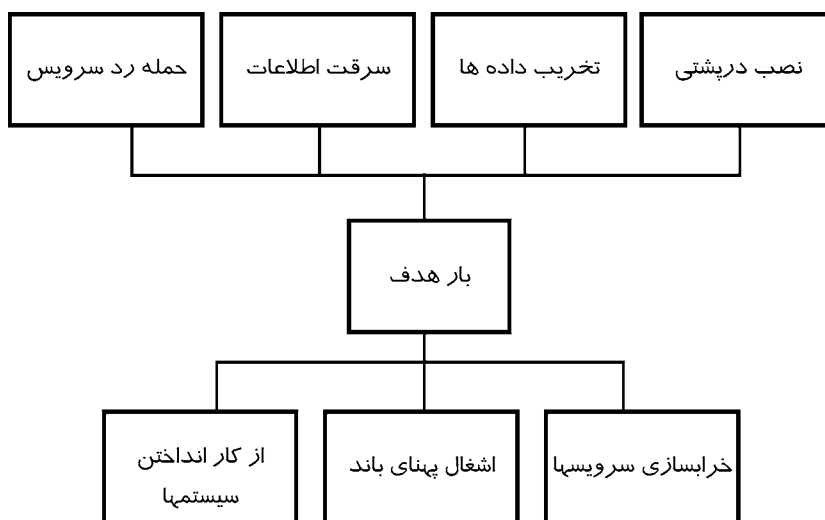 نصب درپشتی
تخریب داده ها
سرقت اطلاعات
حمله رد سرویس
بار هدف
خرابسازی سرویسها
اشغال پهنای باند
از کار انداختن
سیستمها